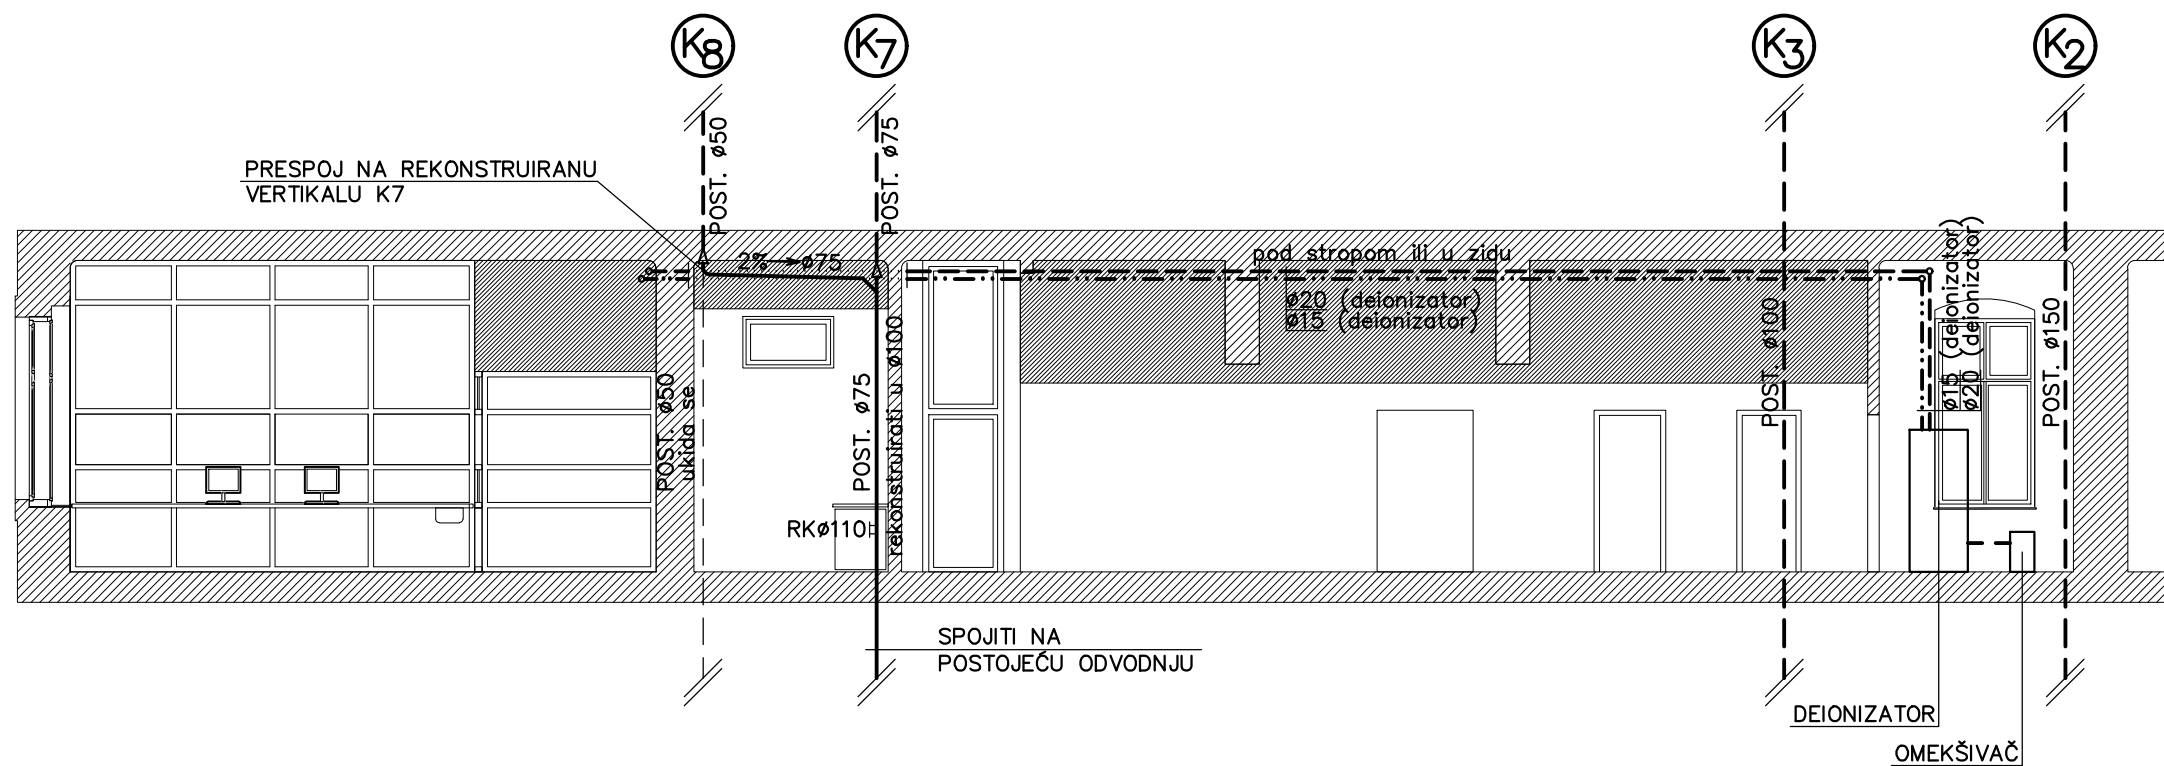 K8
K7
K3
K2
POST. ø50
POST. ø75
PRESPOJ NA REKONSTRUIRANU
VERTIKALU K7
2%
ø75
pod stropom ili u zidu
ø20 (deionizator)
ø15 (deionizator)
ø15 (deionizator)
ø20 (deionizator)
POST. ø50
ukida se
POST. ø75
rekonstruirati u ø100
POST. ø100
POST. ø150
RKø110
SPOJITI NA
POSTOJEĆU ODVODNJU
DEIONIZATOR
OMEKŠIVAČ